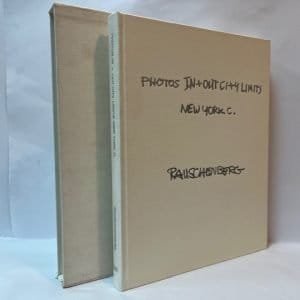 PHOTOS IN+OUT CITY LIMITS
NEW YORK C.
RAUSCHENBERG